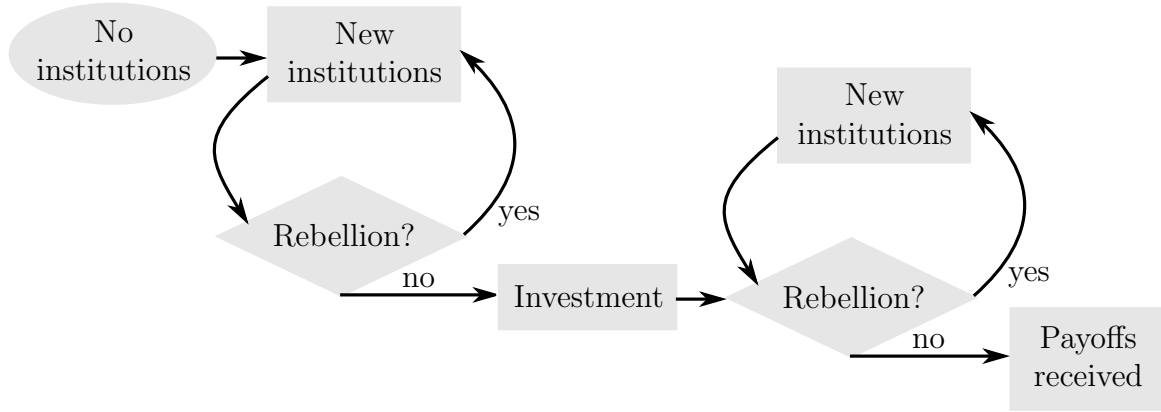 No
institutions
New
institutions
Rebellion?
yes
no
Investment
New
institutions
Rebellion?
yes
no
Payoffs
received